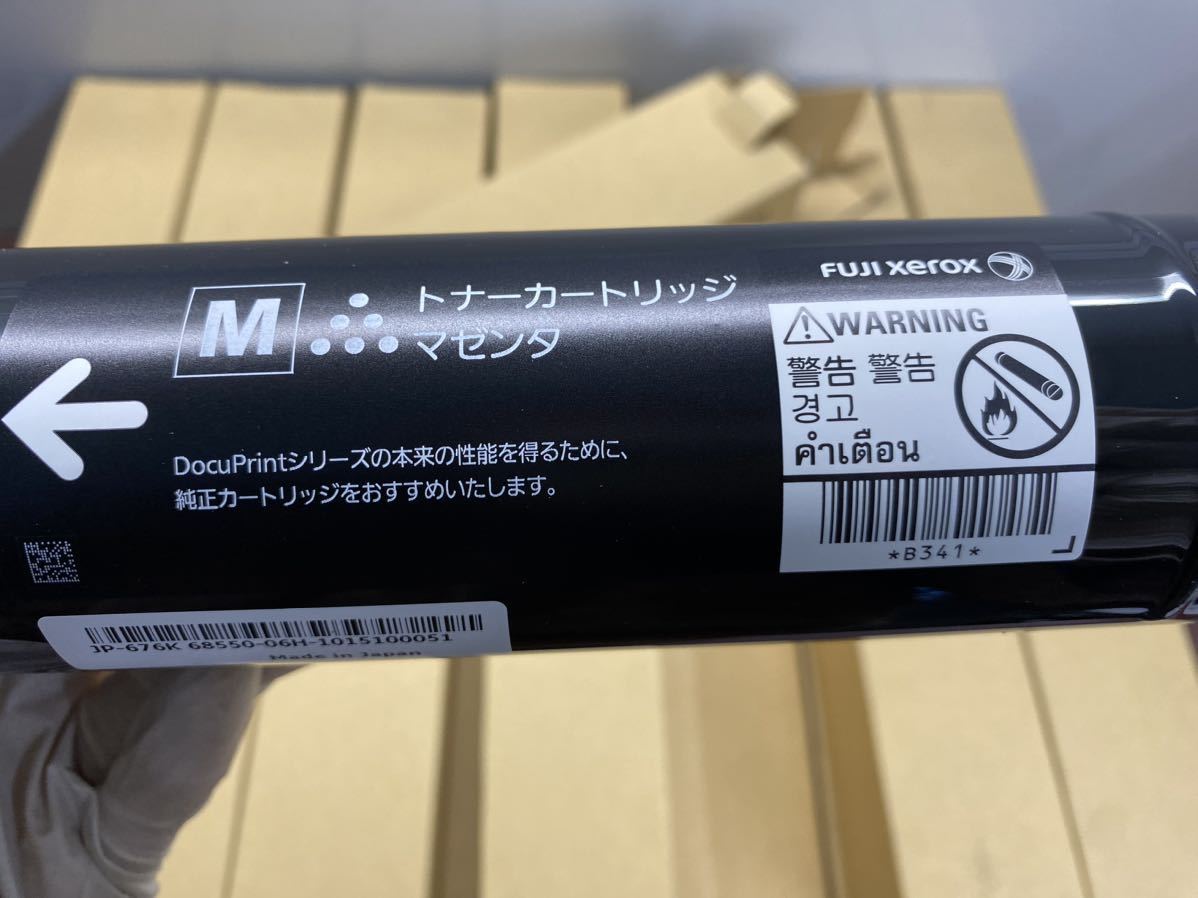 FUJI xerox
M
トナーカートリッジ
マゼンタ
WARNING
警告 警告
경고
คำเตือน
DocuPrintシリーズの本来の性能を得るために、
純正カートリッジをおすすめいたします。
*B341*
JP-676K 68550-06H-1015100051
Made in Japan